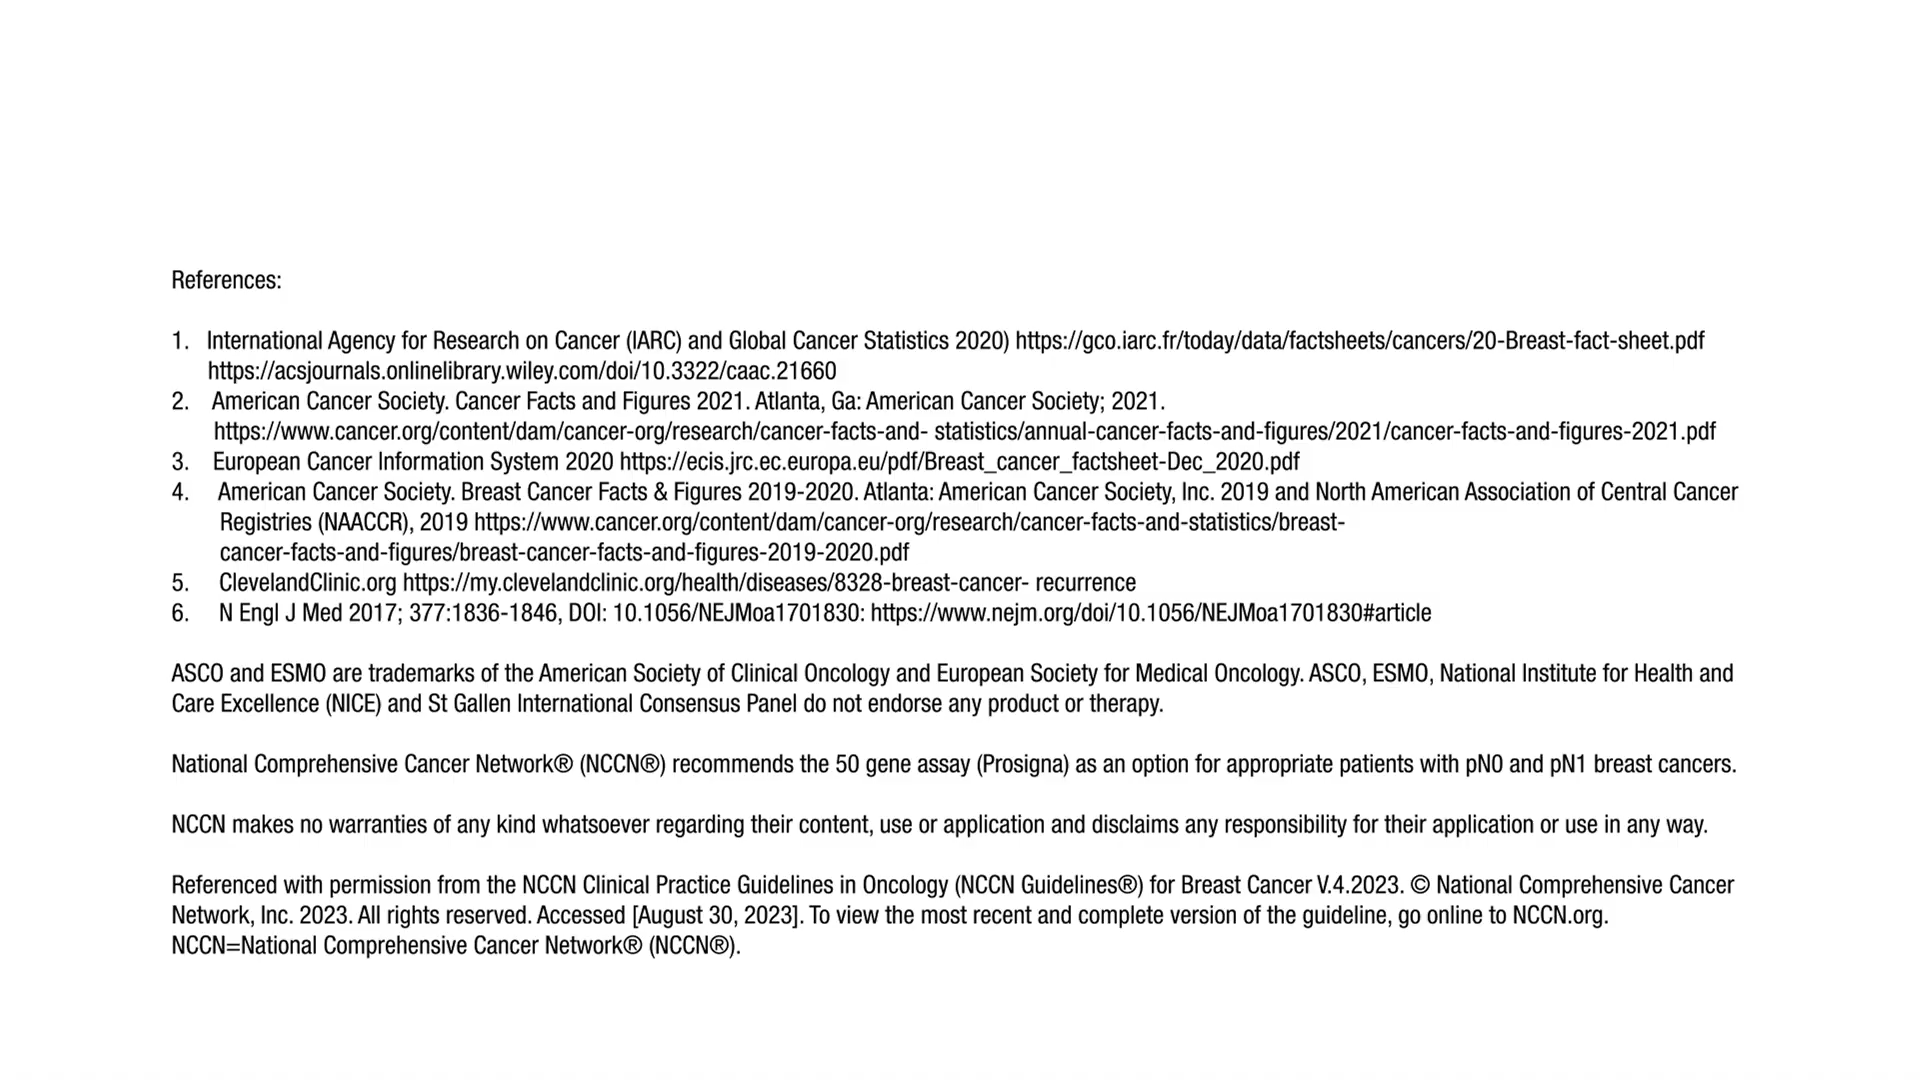 References:
1. International Agency for Research on Cancer (IARC) and Global Cancer Statistics 2020) https://gco.iarc.fr/today/data/factsheets/cancers/20-Breast-fact-sheet.pdf
https://acsjournals.onlinelibrary.wiley.com/doi/10.3322/caac.21660
2. American Cancer Society. Cancer Facts and Figures 2021. Atlanta, Ga: American Cancer Society; 2021.
https://www.cancer.org/content/dam/cancer-org/research/cancer-facts-and- statistics/annual-cancer-facts-and-figures/2021/cancer-facts-and-figures-2021.pdf
3. European Cancer Information System 2020 https://ecis.jrc.ec.europa.eu/pdf/Breast_cancer_factsheet-Dec_2020.pdf
4. American Cancer Society. Breast Cancer Facts & Figures 2019-2020. Atlanta: American Cancer Society, Inc. 2019 and North American Association of Central Cancer
Registries (NAACCR), 2019 https://www.cancer.org/content/dam/cancer-org/research/cancer-facts-and-statistics/breast-
cancer-facts-and-figures/breast-cancer-facts-and-figures-2019-2020.pdf
5. ClevelandClinic.org https://my.clevelandclinic.org/health/diseases/8328-breast-cancer- recurrence
6. N Engl J Med 2017; 377:1836-1846, DOI: 10.1056/NEJMoa1701830: https://www.nejm.org/doi/10.1056/NEJMoa1701830#article
ASCO and ESMO are trademarks of the American Society of Clinical Oncology and European Society for Medical Oncology. ASCO, ESMO, National Institute for Health and
Care Excellence (NICE) and St Gallen International Consensus Panel do not endorse any product or therapy.
National Comprehensive Cancer Network® (NCCN®) recommends the 50 gene assay (Prosigna) as an option for appropriate patients with pN0 and pN1 breast cancers.
NCCN makes no warranties of any kind whatsoever regarding their content, use or application and disclaims any responsibility for their application or use in any way.
Referenced with permission from the NCCN Clinical Practice Guidelines in Oncology (NCCN Guidelines®) for Breast Cancer V.4.2023. © National Comprehensive Cancer
Network, Inc. 2023. All rights reserved. Accessed [August 30, 2023]. To view the most recent and complete version of the guideline, go online to NCCN.org.
NCCN=National Comprehensive Cancer Network® (NCCN®).